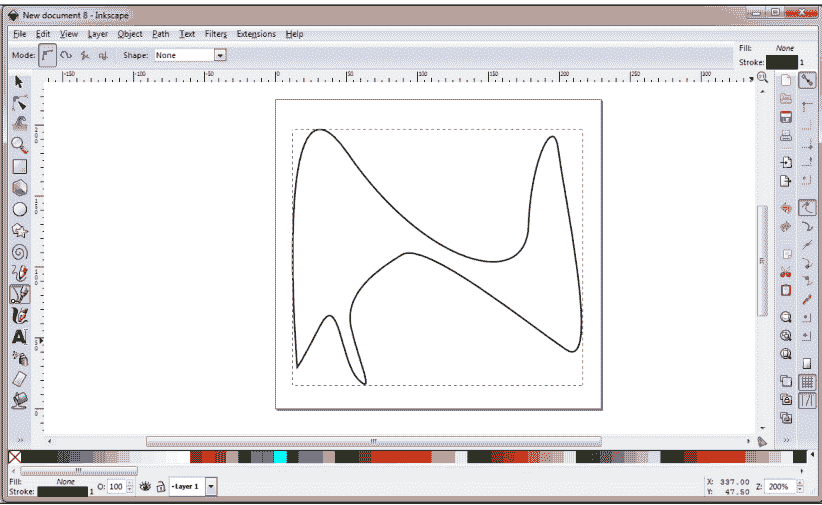 New document 8 - Inkscape
File Edit View Layer Object Path Text Filters Extensions Help
Mode: Shape: None
Fill: None
Stroke: 1
-150 -100 -50 0 50 100 150 200 250 300
Fill: None
Stroke: 1
O: 100
-Layer 1
X: 337.00
Y: 47.50
Z: 200%